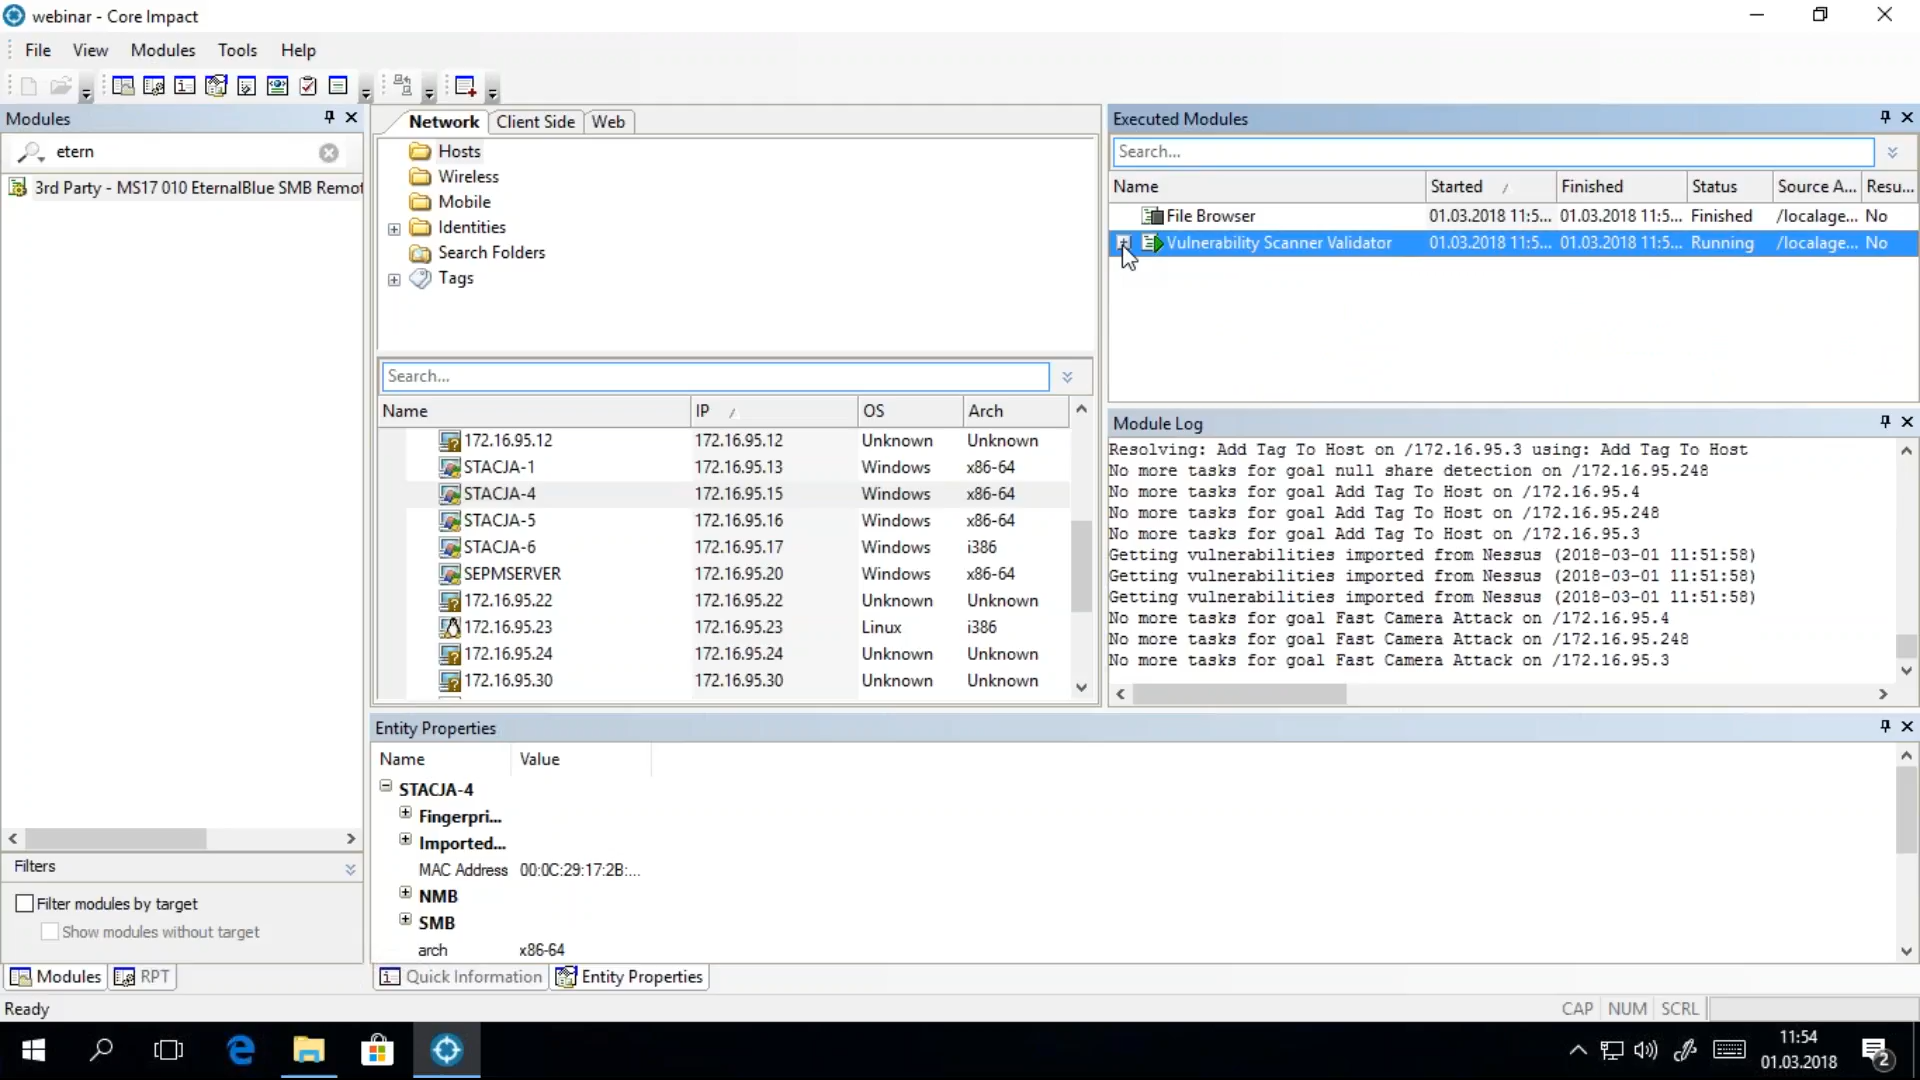 webinar - Core Impact
File View Modules Tools Help
Modules
etern
3rd Party - MS17 010 EternalBlue SMB Remot
Filters
Filter modules by target
Show modules without target
Modules RPT
Network Client Side Web
Hosts
Wireless
Mobile
Identities
Search Folders
Tags
Search...
Name IP OS Arch
172.16.95.12 172.16.95.12 Unknown Unknown
STACJA-1 172.16.95.13 Windows x86-64
STACJA-4 172.16.95.15 Windows x86-64
STACJA-5 172.16.95.16 Windows x86-64
STACJA-6 172.16.95.17 Windows i386
SEPMSERVER 172.16.95.20 Windows x86-64
172.16.95.22 172.16.95.22 Unknown Unknown
172.16.95.23 172.16.95.23 Linux i386
172.16.95.24 172.16.95.24 Unknown Unknown
172.16.95.30 172.16.95.30 Unknown Unknown
Executed Modules
Search...
Name Started Finished Status Source A... Resu...
File Browser 01.03.2018 11:5... 01.03.2018 11:5... Finished /localage... No
Vulnerability Scanner Validator 01.03.2018 11:5... 01.03.2018 11:5... Running /localage... No
Module Log
Resolving: Add Tag To Host on /172.16.95.3 using: Add Tag To Host
No more tasks for goal null share detection on /172.16.95.248
No more tasks for goal Add Tag To Host on /172.16.95.4
No more tasks for goal Add Tag To Host on /172.16.95.248
No more tasks for goal Add Tag To Host on /172.16.95.3
Getting vulnerabilities imported from Nessus (2018-03-01 11:51:58)
Getting vulnerabilities imported from Nessus (2018-03-01 11:51:58)
Getting vulnerabilities imported from Nessus (2018-03-01 11:51:58)
No more tasks for goal Fast Camera Attack on /172.16.95.4
No more tasks for goal Fast Camera Attack on /172.16.95.248
No more tasks for goal Fast Camera Attack on /172.16.95.3
Entity Properties
Name Value
STACJA-4
Fingerpri...
Imported...
MAC Address 00:0C:29:17:2B:...
NMB
SMB
arch x86-64
Quick Information Entity Properties
Ready
CAP NUM SCRL
11:54
01.03.2018
2